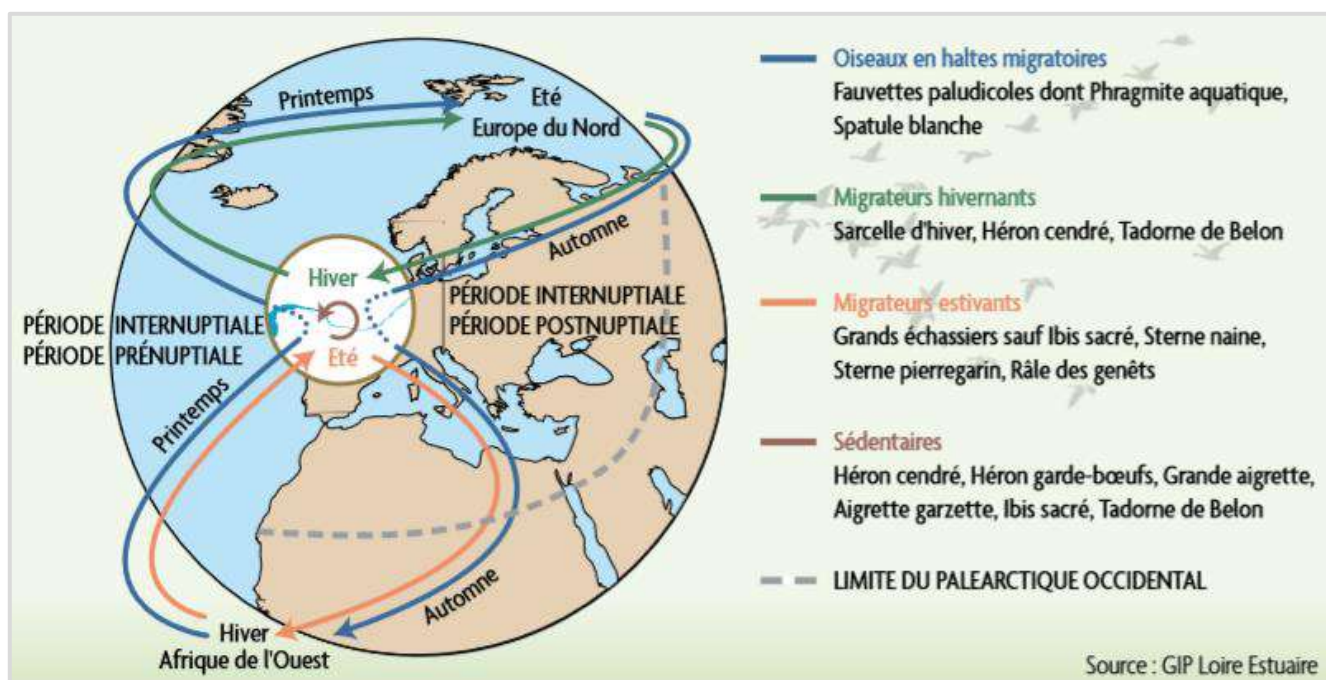 Printemps
Eté
Europe du Nord
Automne
Hiver
PÉRIODE INTERNUPTIALE
PÉRIODE PRÉNUPTIALE
PÉRIODE INTERNUPTIALE
PÉRIODE POSTNUPTIALE
Eté
Printemps
Automne
Hiver
Afrique de l'Ouest
Oiseaux en haltes migratoires
Fauvettes paludicoles dont Phragmite aquatique,
Spatule blanche
Migrateurs hivernants
Sarcelle d'hiver, Héron cendré, Tadorne de Belon
Migrateurs estivants
Grands échassiers sauf Ibis sacré, Sterne naine,
Sterne pierregarin, Râle des genêts
Sédentaires
Héron cendré, Héron garde-bœufs, Grande aigrette,
Aigrette garzette, Ibis sacré, Tadorne de Belon
LIMITE DU PALEARCTIQUE OCCIDENTAL
Source : GIP Loire Estuaire